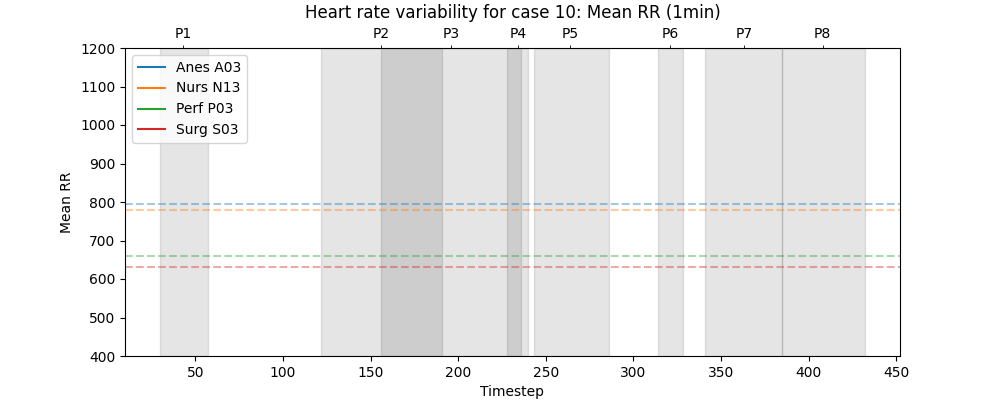 Heart rate variability for case 10: Mean RR (1min)
P1 P2 P3 P4 P5 P6 P7 P8
1200
1100
1000
900
800
700
600
500
400
Mean RR
Anes A03
Nurs N13
Perf P03
Surg S03
50 100 150 200 250 300 350 400 450
Timestep